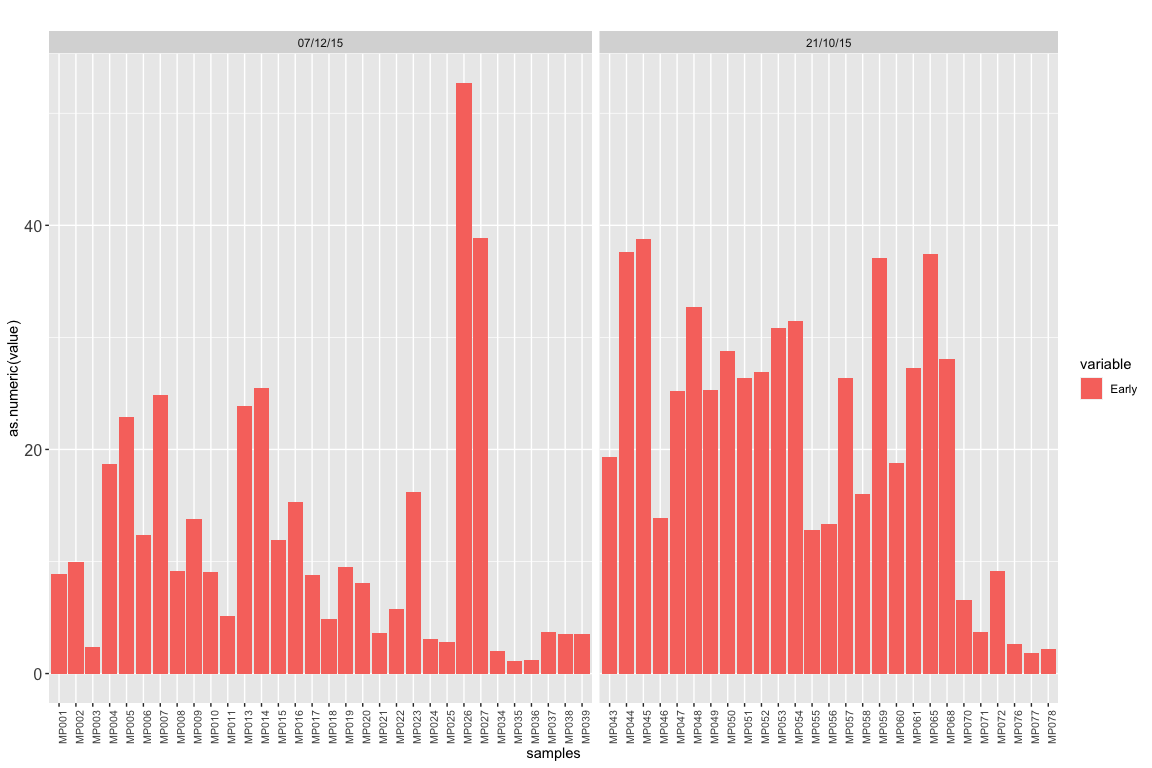 07/12/15
21/10/15
as.numeric(value)
40
20
0
variable
Early
MP001 MP002 MP003 MP004 MP005 MP006 MP007 MP008 MP009 MP010 MP011 MP013 MP014 MP015 MP016 MP017 MP018 MP019 MP020 MP021 MP022 MP023 MP024 MP025 MP026 MP027 MP034 MP035 MP036 MP037 MP038 MP039
MP043 MP044 MP045 MP046 MP047 MP048 MP049 MP050 MP051 MP052 MP053 MP054 MP055 MP056 MP057 MP058 MP059 MP060 MP061 MP065 MP068 MP070 MP071 MP072 MP076 MP077 MP078
samples